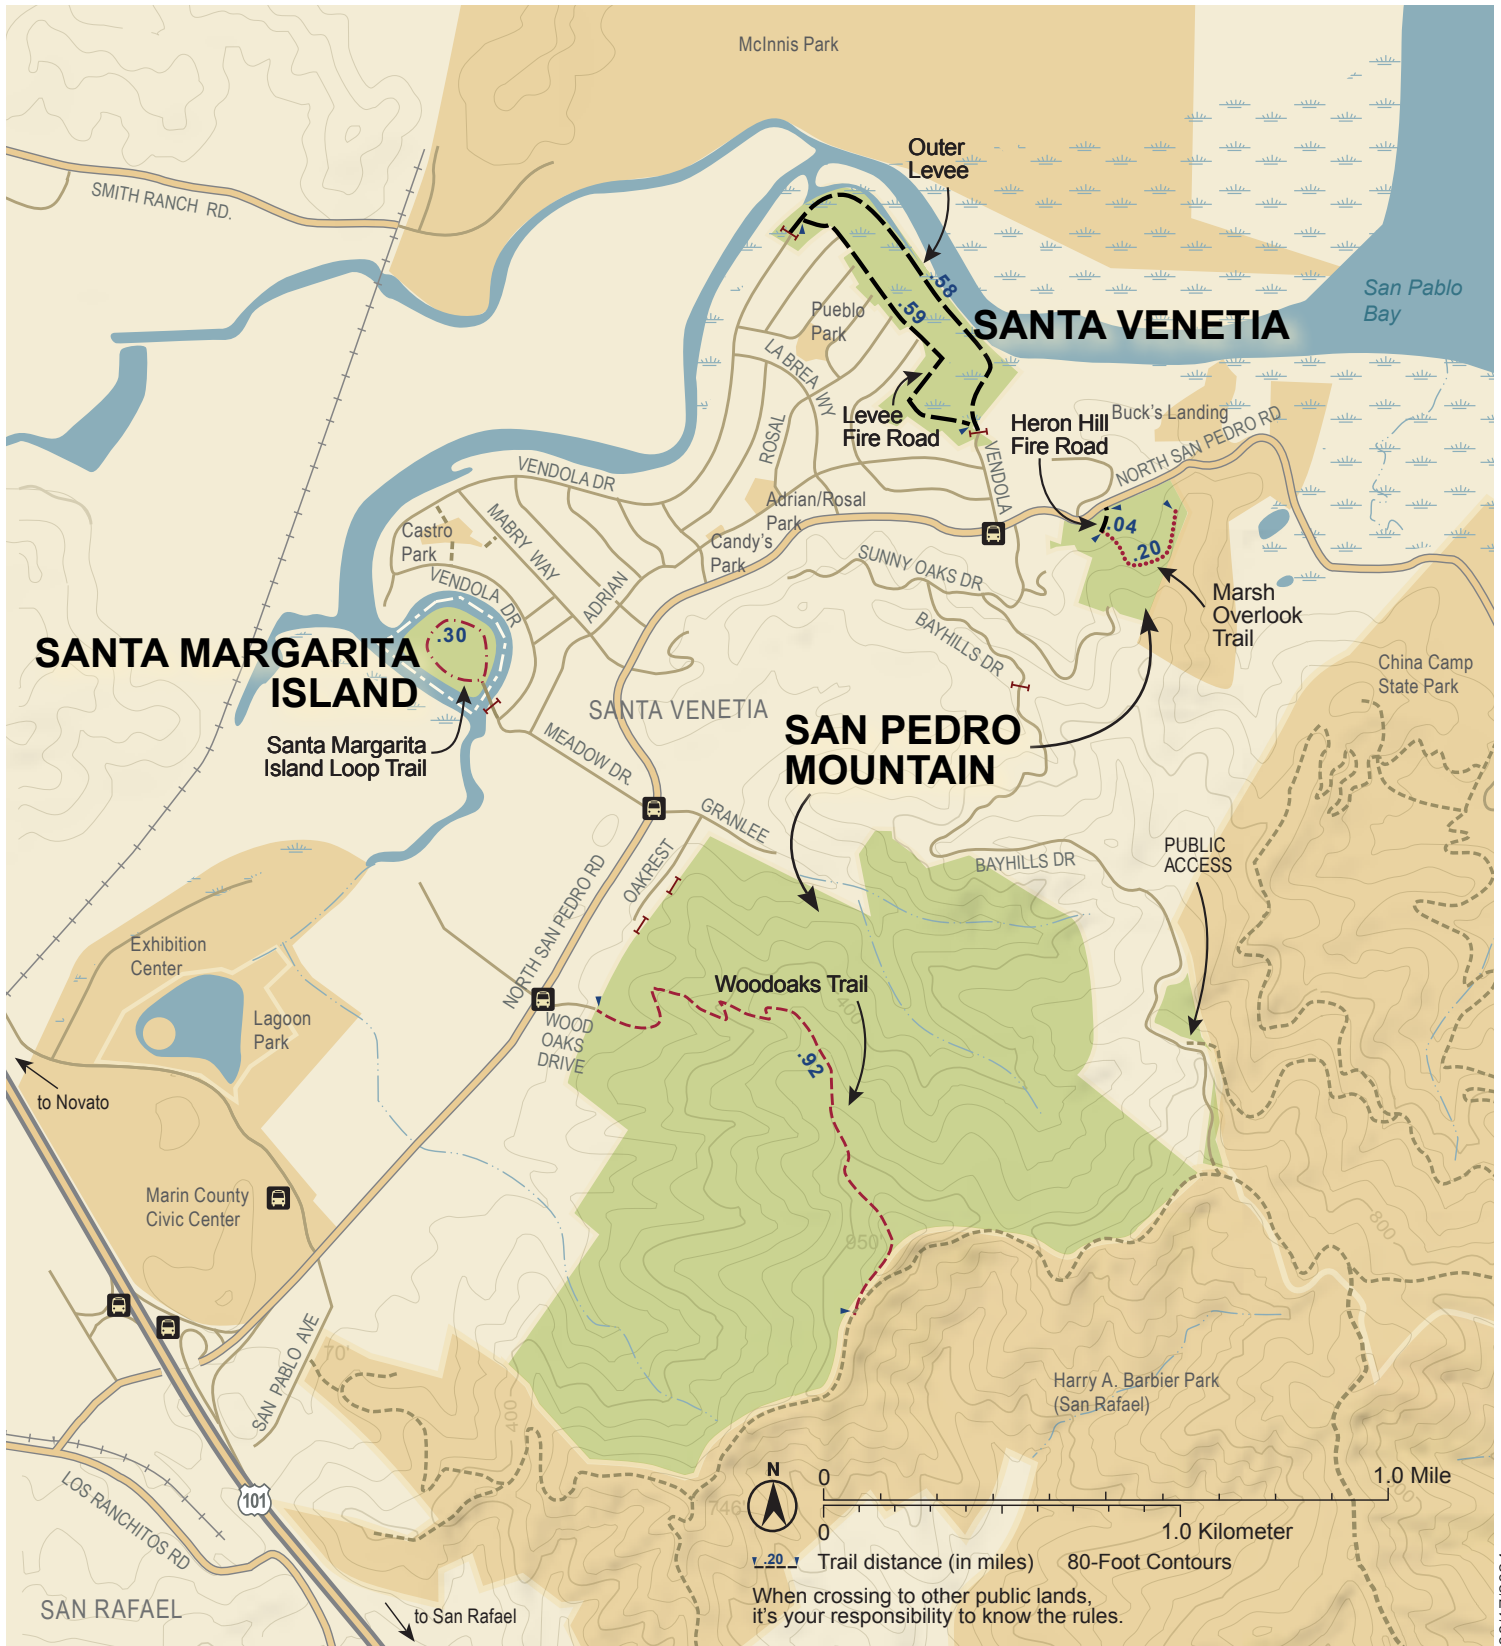 McInnis Park
Outer
Levee
SMITH RANCH RD.
.58
San Pablo
Bay
.59
Pueblo
Park
SANTA VENETIA
LA BREA WY
Levee
Fire Road
Buck's Landing
Heron Hill
Fire Road
NORTH SAN PEDRO RD
ROSAL
VENDOLA
VENDOLA DR
Adrian/Rosal
Park
MABRY WAY
Castro
Park
Candy's
Park
.04
.20
SUNNY OAKS DR
VENDOLA DR
ADRIAN
Marsh
Overlook
Trail
BAYHILLS DR
.30
SANTA MARGARITA
ISLAND
China Camp
State Park
SANTA VENETIA
SAN PEDRO
MOUNTAIN
Santa Margarita
Island Loop Trail
MEADOW DR.
GRANLEE
OAKREST
BAYHILLS DR
PUBLIC
ACCESS
NORTH SAN PEDRO RD
Exhibition
Center
Woodoaks Trail
400
Lagoon
Park
WOOD
OAKS
DRIVE
.92
to Novato
Marin County
Civic Center
800
950'
SAN PABLO AVE
70'
Harry A. Barbier Park
(San Rafael)
400
LOS RANCHITOS RD
101
746'
N
0
1.0 Mile
0
1.0 Kilometer
.20
Trail distance (in miles)
80-Foot Contours
When crossing to other public lands,
it's your responsibility to know the rules.
to San Rafael
SAN RAFAEL